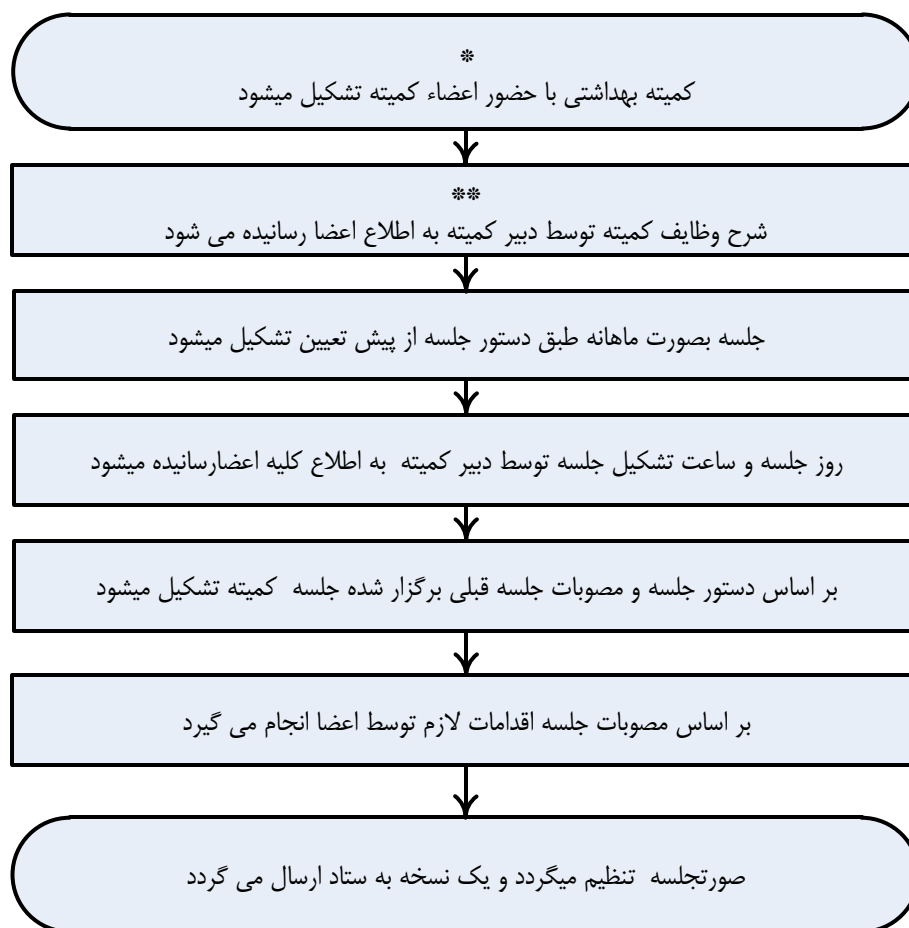 *
کمیته بهداشتی با حضور اعضاء کمیته تشکیل میشود
**
شرح وظایف کمیته توسط دبیر کمیته به اطلاع اعضا رسانیده می شود
جلسه بصورت ماهانه طبق دستور جلسه از پیش تعیین تشکیل میشود
روز جلسه و ساعت تشکیل جلسه توسط دبیر کمیته به اطلاع کلیه اعضارسانیده میشود
بر اساس دستور جلسه و مصوبات جلسه قبلی برگزار شده جلسه کمیته تشکیل میشود
بر اساس مصوبات جلسه اقدامات لازم توسط اعضا انجام می گیرد
صورتجلسه تنظیم میگردد و یک نسخه به ستاد ارسال می گردد